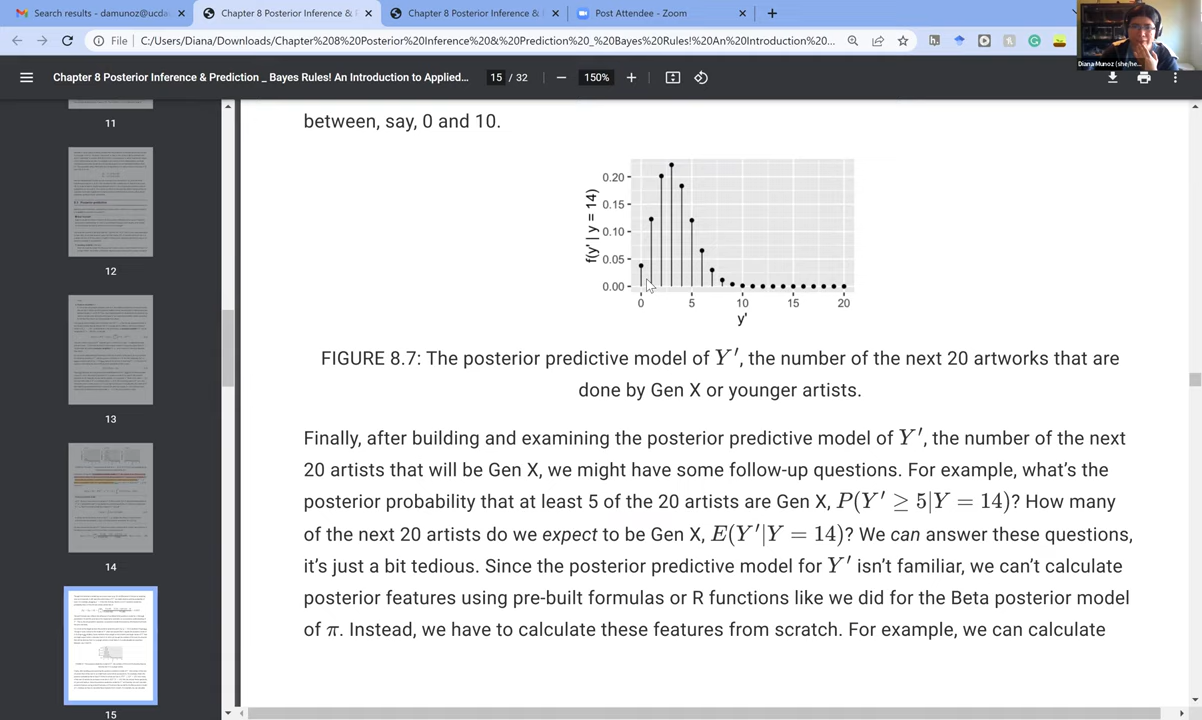 Search results - damunoz@ucda
Chapter 8 Posterior Inference & P
Chapter 8 Posterior Inference &
Post Attendee - Zoom
File
C:/Users/Diana/Downloads/Chapter%208%20Posterior%20Inference%20&%20Prediction%20_%20Bayes%20Rules!%20An%20Introduction%20...
Diana Munoz (she/he...
Chapter 8 Posterior Inference & Prediction _ Bayes Rules! An Introduction to Applied...
15 / 32
150%
11
12
13
14
15
between, say, 0 and 10.
f(y' | y = 14)
0.20
0.15
0.10
0.05
0.00
0 5 10 15 20
y'
FIGURE 8.7: The posterior predictive model of Y′, the number of the next 20 artworks that are
done by Gen X or younger artists.
Finally, after building and examining the posterior predictive model of Y′, the number of the next
20 artists that will be Gen X, we might have some follow-up questions. For example, what's the
posterior probability that at least 5 of the 20 artists are Gen X, P(Y′ ≥ 5|Y = 14)? How many
of the next 20 artists do we expect to be Gen X, E(Y′|Y = 14)? We can answer these questions,
it's just a bit tedious. Since the posterior predictive model for Y′ isn't familiar, we can't calculate
posterior features using pre-built formulas or R functions like we did for the Beta posterior model
of π. Instead, we have to calculate these features from scratch. For example, we can calculate